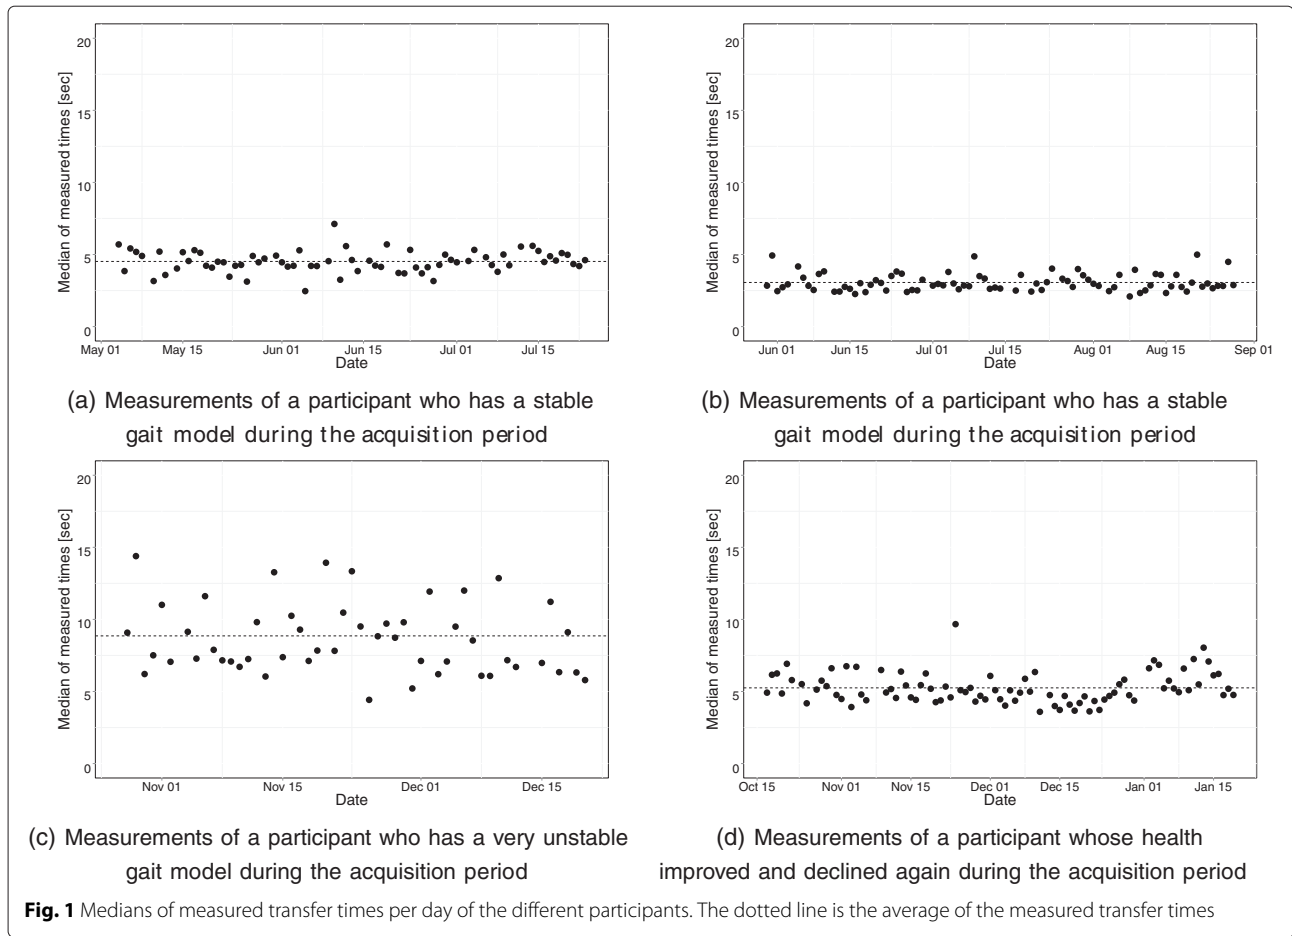 20
15
10
5
0
Median of measured times [sec]
May 01 May 15 Jun 01 Jun 15 Jul 01 Jul 15
Date
(a) Measurements of a participant who has a stable
gait model during the acquisition period
20
15
10
5
0
Median of measured times [sec]
Jun 01 Jun 15 Jul 01 Jul 15 Aug 01 Aug 15 Sep 01
Date
(b) Measurements of a participant who has a stable
gait model during the acquisition period
20
15
10
5
0
Median of measured times [sec]
Nov 01 Nov 15 Dec 01 Dec 15
Date
(c) Measurements of a participant who has a very unstable
gait model during the acquisition period
20
15
10
5
0
Median of measured times [sec]
Oct 15 Nov 01 Nov 15 Dec 01 Dec 15 Jan 01 Jan 15
Date
(d) Measurements of a participant whose health
improved and declined again during the acquisition period
Fig. 1 Medians of measured transfer times per day of the different participants. The dotted line is the average of the measured transfer times